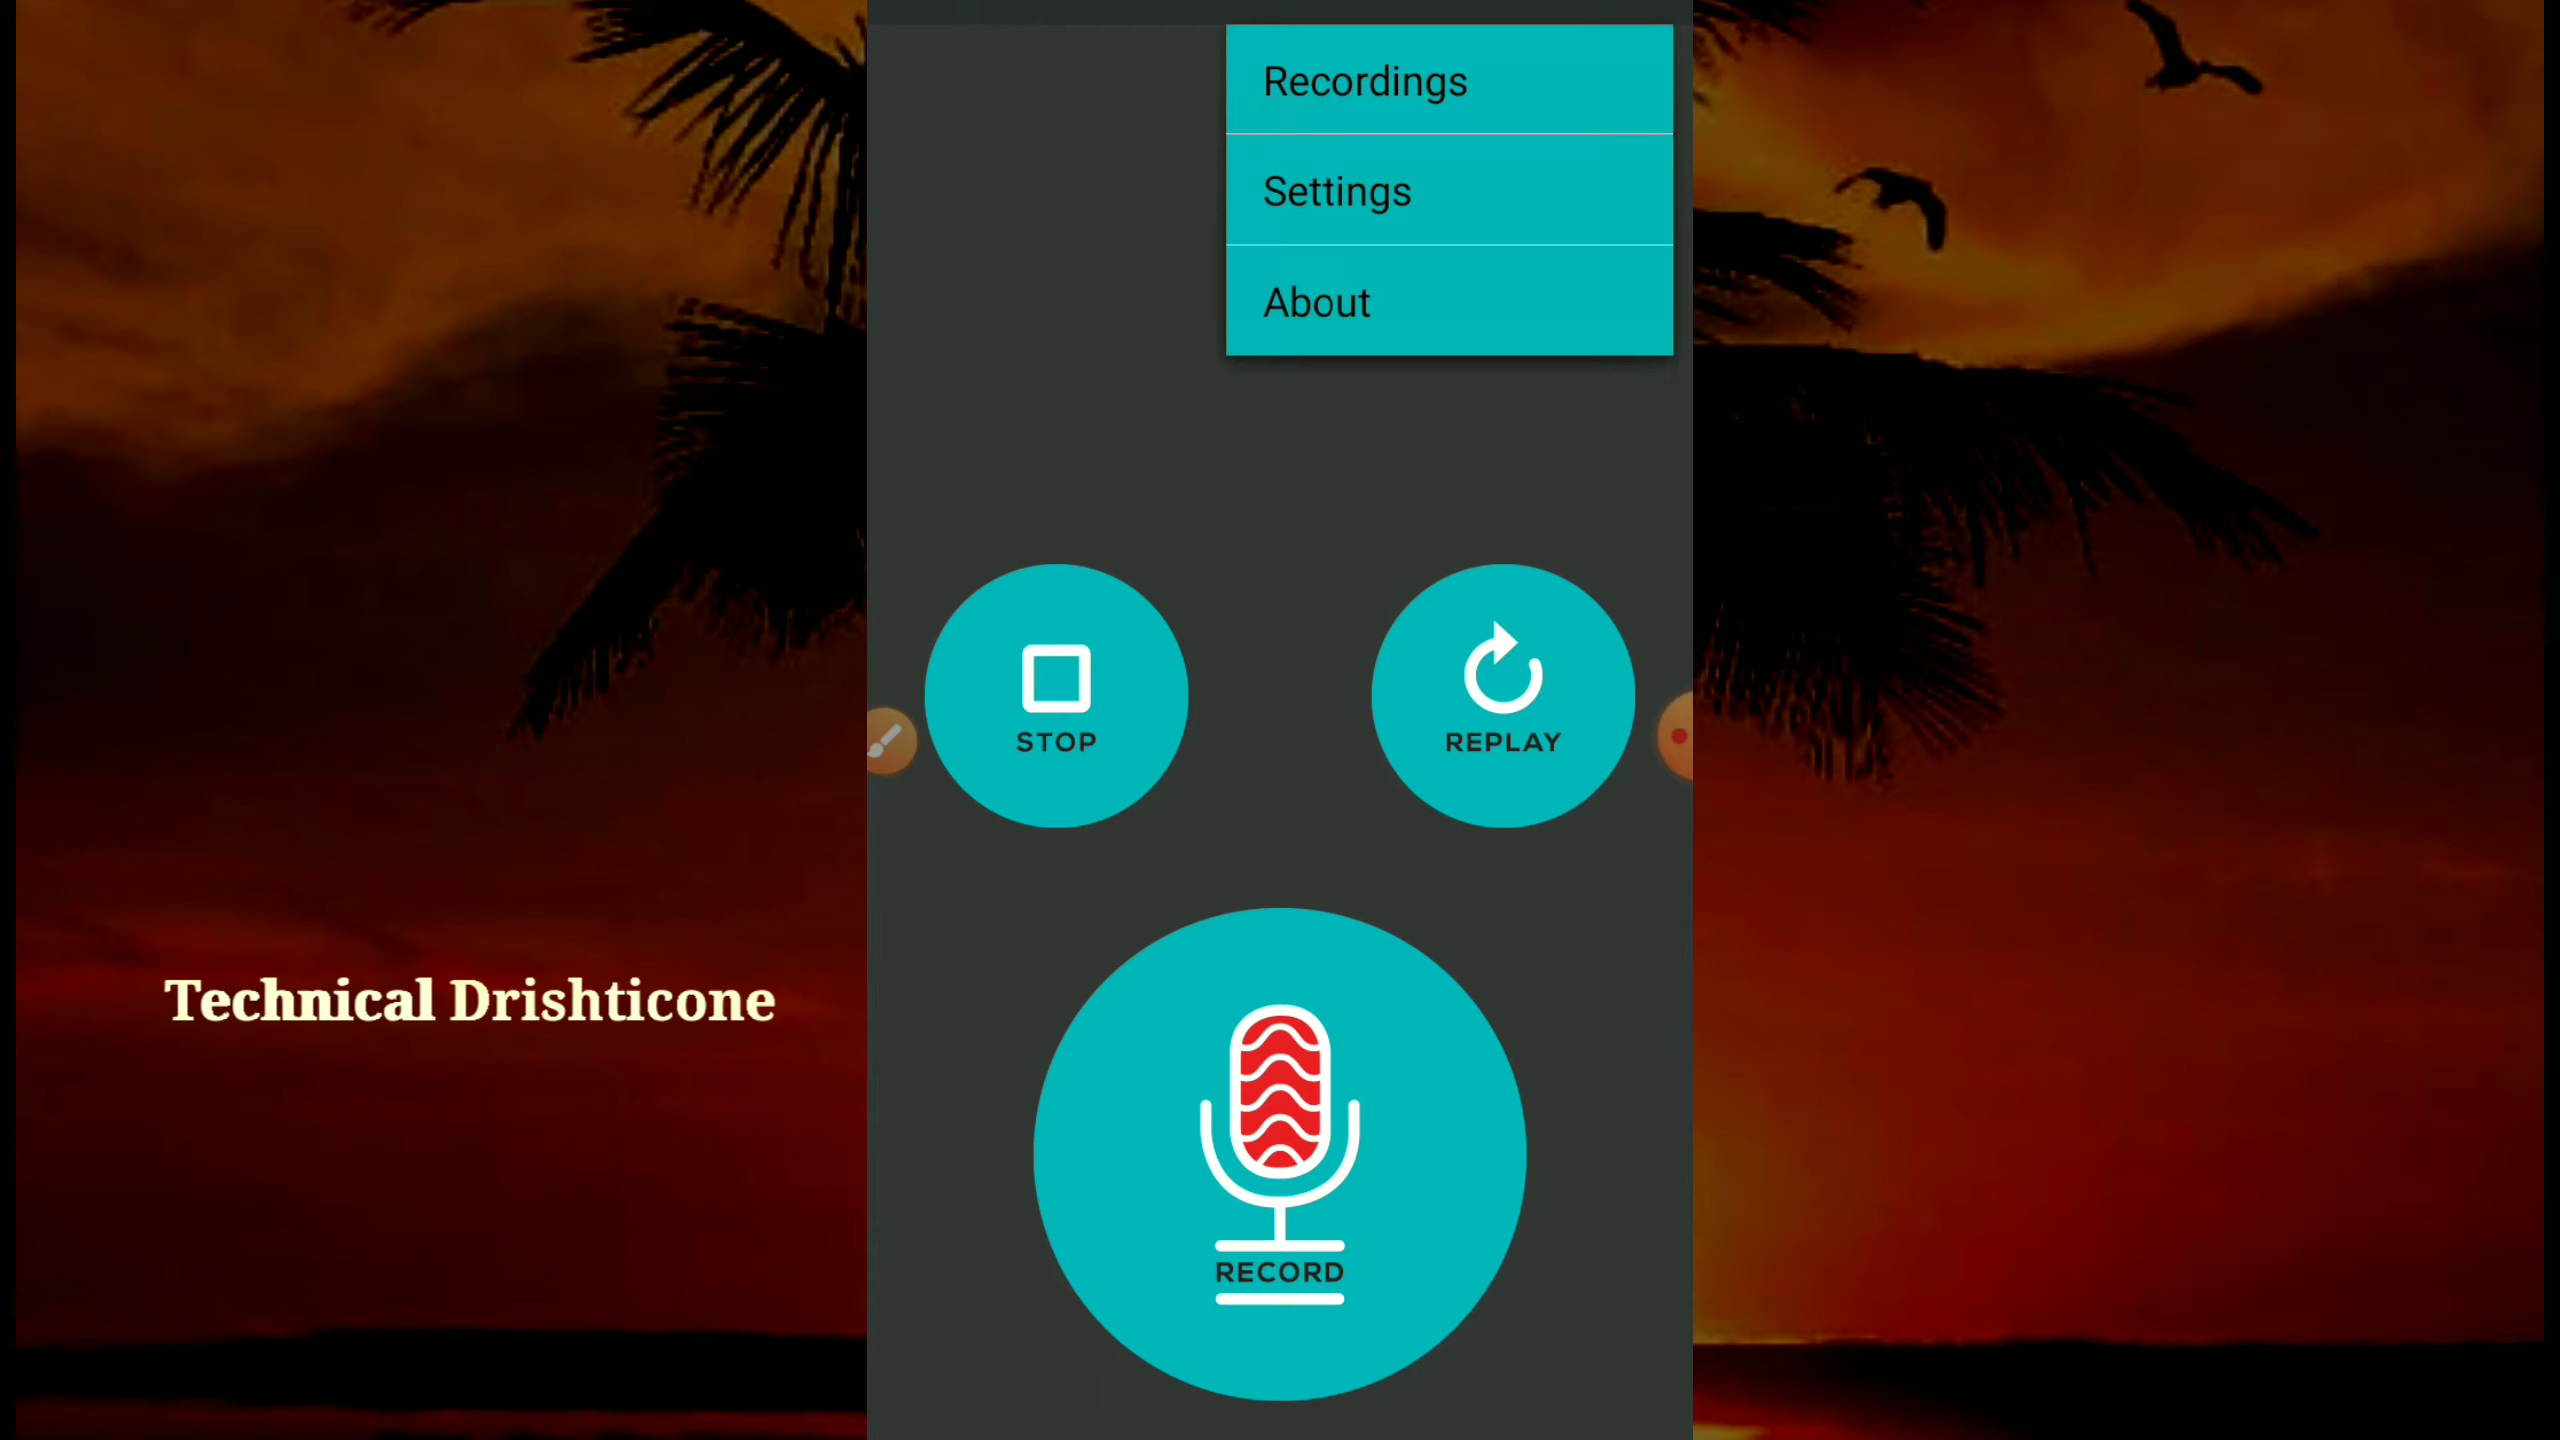 Recordings
Settings
About
STOP
REPLAY
Technical Drishticone
RECORD